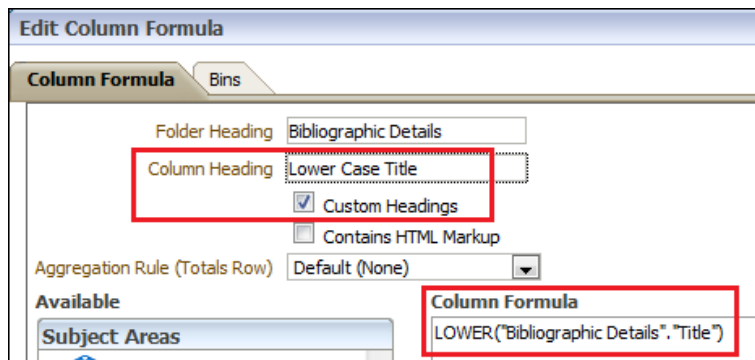 Edit Column Formula
Column Formula Bins
Folder Heading Bibliographic Details
Column Heading Lower Case Title
Custom Headings
Contains HTML Markup
Aggregation Rule (Totals Row) Default (None)
Available Column Formula
Subject Areas LOWER("Bibliographic Details"."Title")